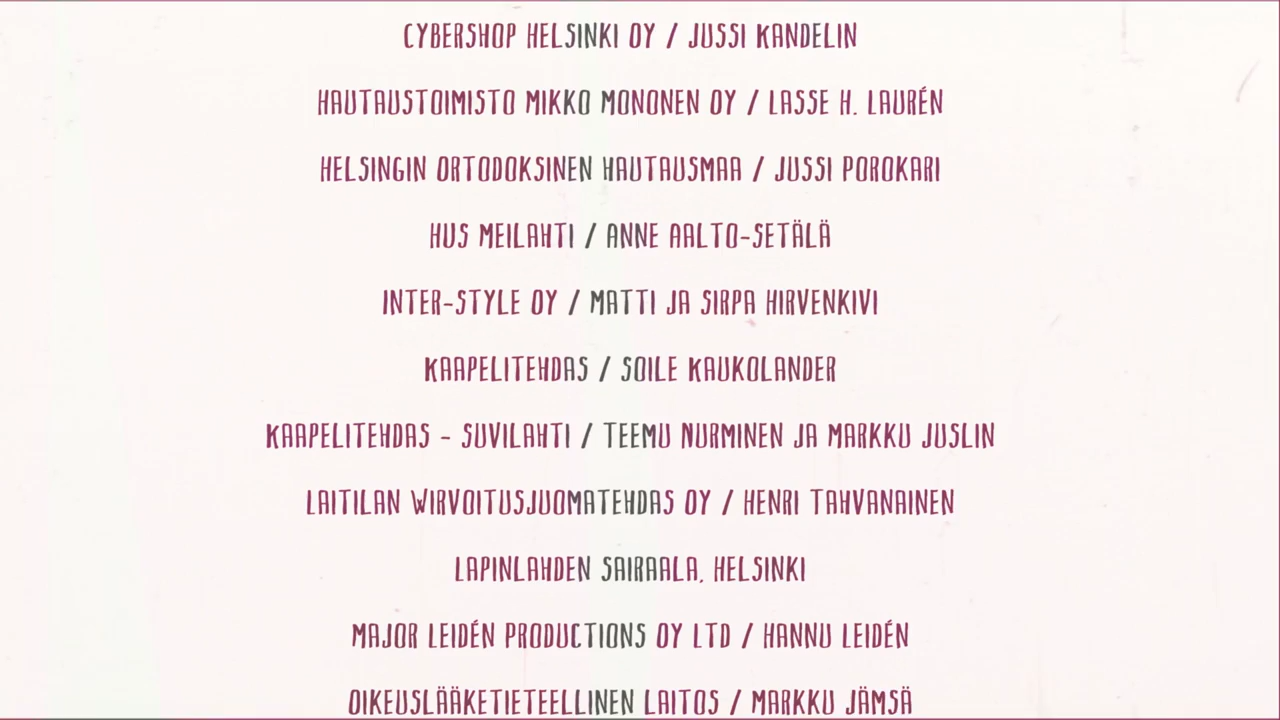 CYBERSHOP HELSINKI OY / JUSSI KANDELIN
HAUTAUSTOIMISTO MIKKO MONONEN OY / LASSE H. LAURÉN
HELSINGIN ORTODOKSINEN HAUTAUSMAA / JUSSI POROKARI
HUS MEILAHTI / ANNE AALTO-SETÄLÄ
INTER-STYLE OY / MATTI JA SIRPA HIRVENKIVI
KAAPELITEHDAS / SOILE KAUKOLANDER
KAAPELITEHDAS - SUVILAHTI / TEEMU NURMINEN JA MARKKU JUSLIN
LAITILAN WIRVOITUSJUOMATEHDAS OY / HENRI TAHVANAINEN
LAPINLAHDEN SAIRAALA, HELSINKI
MAJOR LEIDÉN PRODUCTIONS OY LTD / HANNU LEIDÉN
OIKEUSLÄÄKETIETEELLINEN LAITOS / MARKKU JÄMSÄ